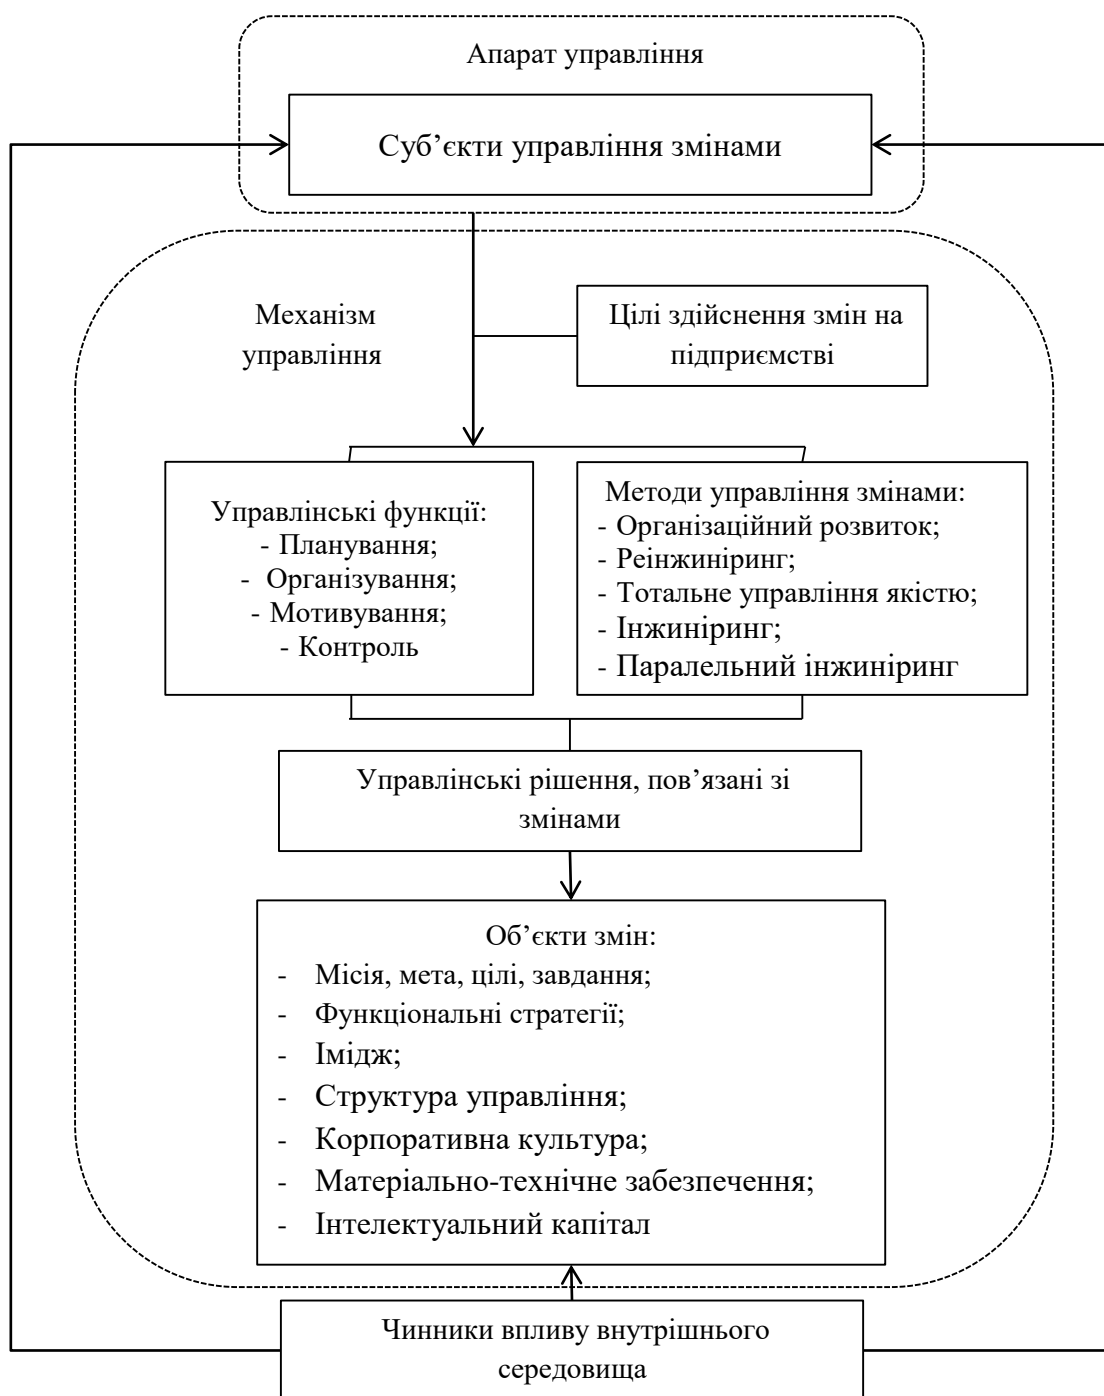 Апарат управління
Суб’єкти управління змінами
Механізм
управління
Цілі здійснення змін на
підприємстві
Управлінські функції:
- Планування;
- Організування;
- Мотивування;
- Контроль
Методи управління змінами:
- Організаційний розвиток;
- Реінжиніринг;
- Тотальне управління якістю;
- Інжиніринг;
- Паралельний інжиніринг
Управлінські рішення, пов’язані зі
змінами
Об’єкти змін:
- Місія, мета, цілі, завдання;
- Функціональні стратегії;
- Імідж;
- Структура управління;
- Корпоративна культура;
- Матеріально-технічне забезпечення;
- Інтелектуальний капітал
Чинники впливу внутрішнього
середовища